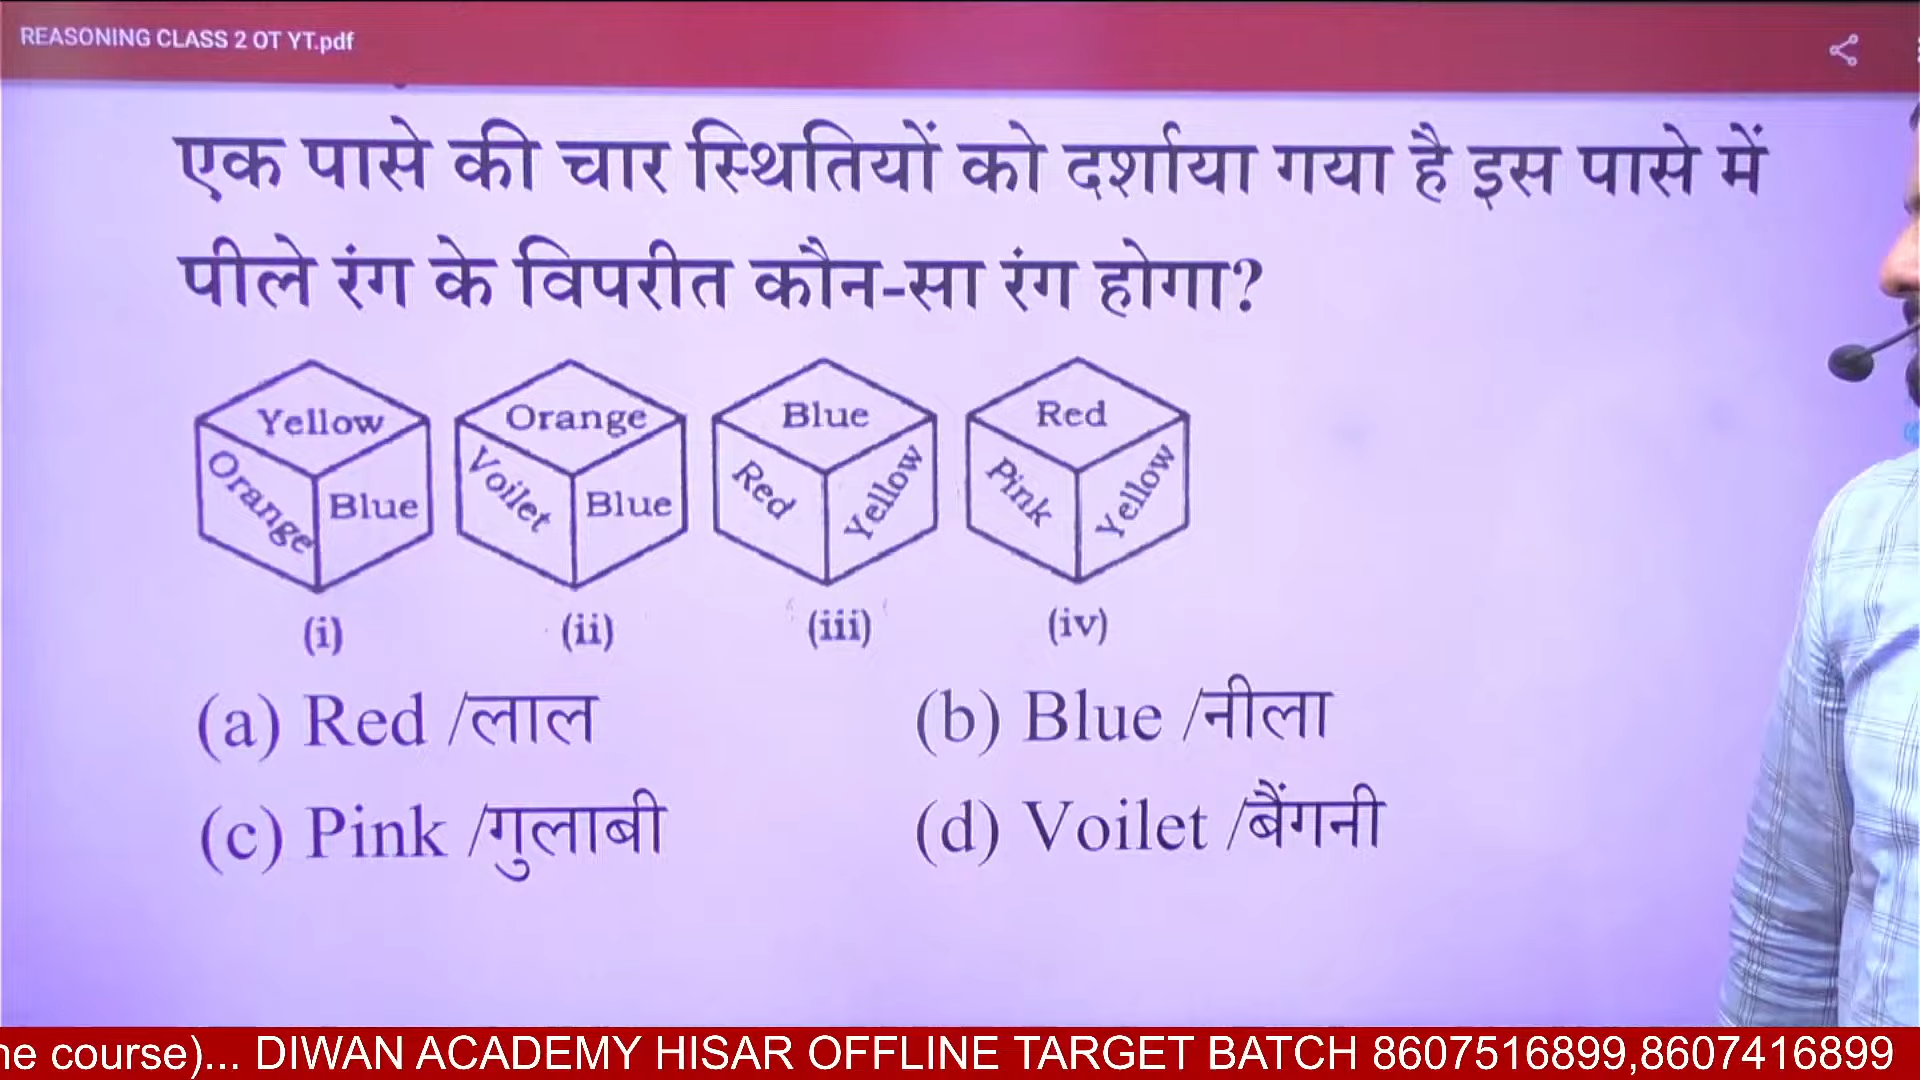 REASONING CLASS 2 OT YT.pdf
एक पासे की चार स्थितियों को दर्शाया गया है इस पासे में
पीले रंग के विपरीत कौन-सा रंग होगा?
Yellow Orange Blue
Orange Voilet Blue
Blue Red Yellow
Red Pink Yellow
(i) (ii) (iii) (iv)
(a) Red /लाल (b) Blue /नीला
(c) Pink /गुलाबी (d) Voilet /बैंगनी
ne course)... DIWAN ACADEMY HISAR OFFLINE TARGET BATCH 8607516899,8607416899